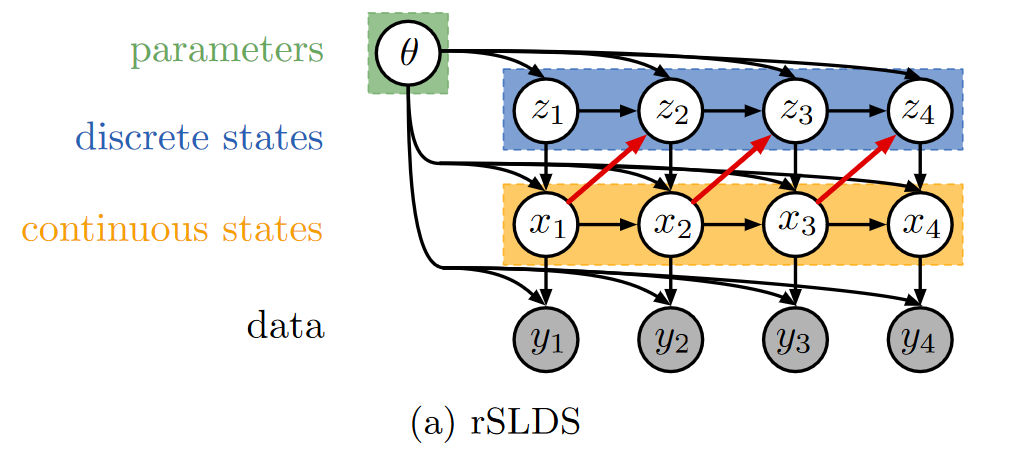 parameters θ
discrete states z₁ z₂ z₃ z₄
continuous states x₁ x₂ x₃ x₄
data y₁ y₂ y₃ y₄
(a) rSLDS